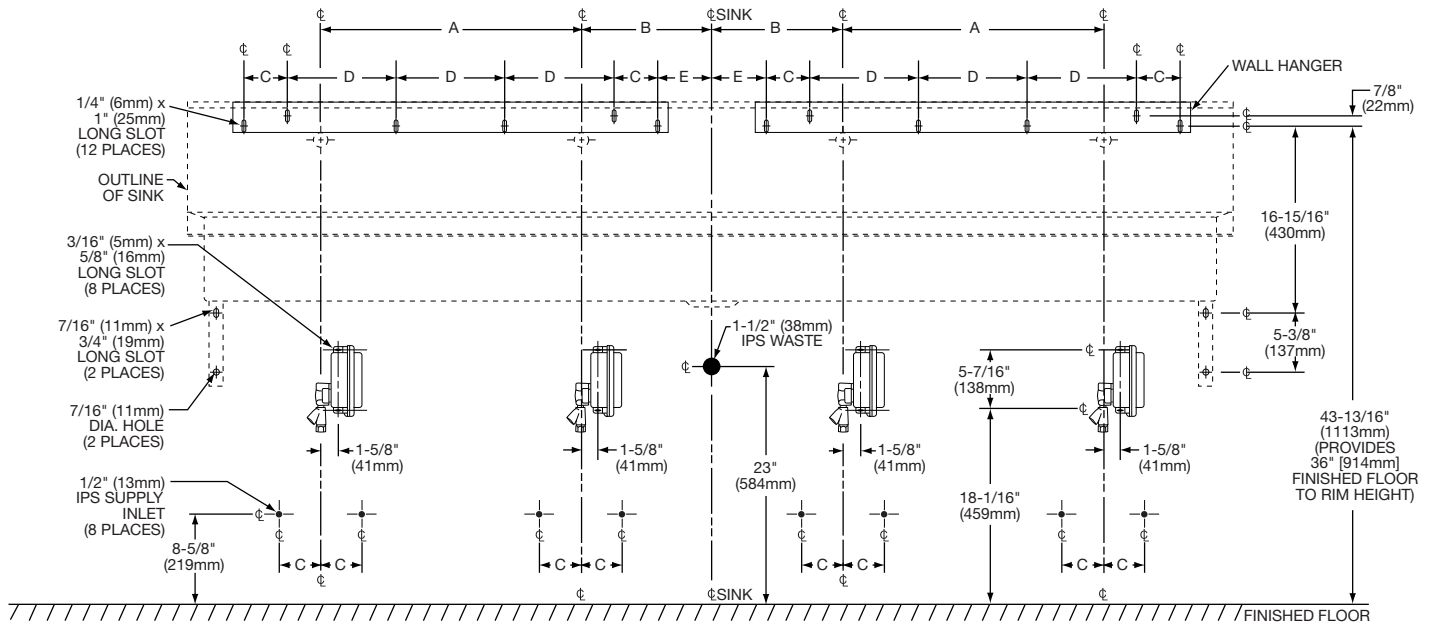 ℄ ℄ ℄ SINK ℄ ℄
A B B A
℄ ℄ ℄ ℄
C D D D C E E C D D D C
WALL HANGER
7/8"
(22mm)
℄
℄
1/4" (6mm) x
1" (25mm)
LONG SLOT
(12 PLACES)
OUTLINE
OF SINK
16-15/16"
(430mm)
3/16" (5mm) x
5/8" (16mm)
LONG SLOT
(8 PLACES)
7/16" (11mm) x
3/4" (19mm)
LONG SLOT
(2 PLACES)
℄
1-1/2" (38mm)
IPS WASTE
℄
5-3/8"
(137mm)
℄
℄
5-7/16"
(138mm)
℄
7/16" (11mm)
DIA. HOLE
(2 PLACES)
43-13/16"
(1113mm)
(PROVIDES
36" [914mm]
FINISHED FLOOR
TO RIM HEIGHT)
1-5/8"
(41mm)
1-5/8"
(41mm)
1-5/8"
(41mm)
1-5/8"
(41mm)
23"
(584mm)
18-1/16"
(459mm)
1/2" (13mm)
IPS SUPPLY
INLET
(8 PLACES)
℄
8-5/8"
(219mm)
℄ ℄ ℄ ℄ ℄ ℄ ℄ ℄
C C C C C C C C
℄ ℄ ℄ SINK ℄ ℄
FINISHED FLOOR